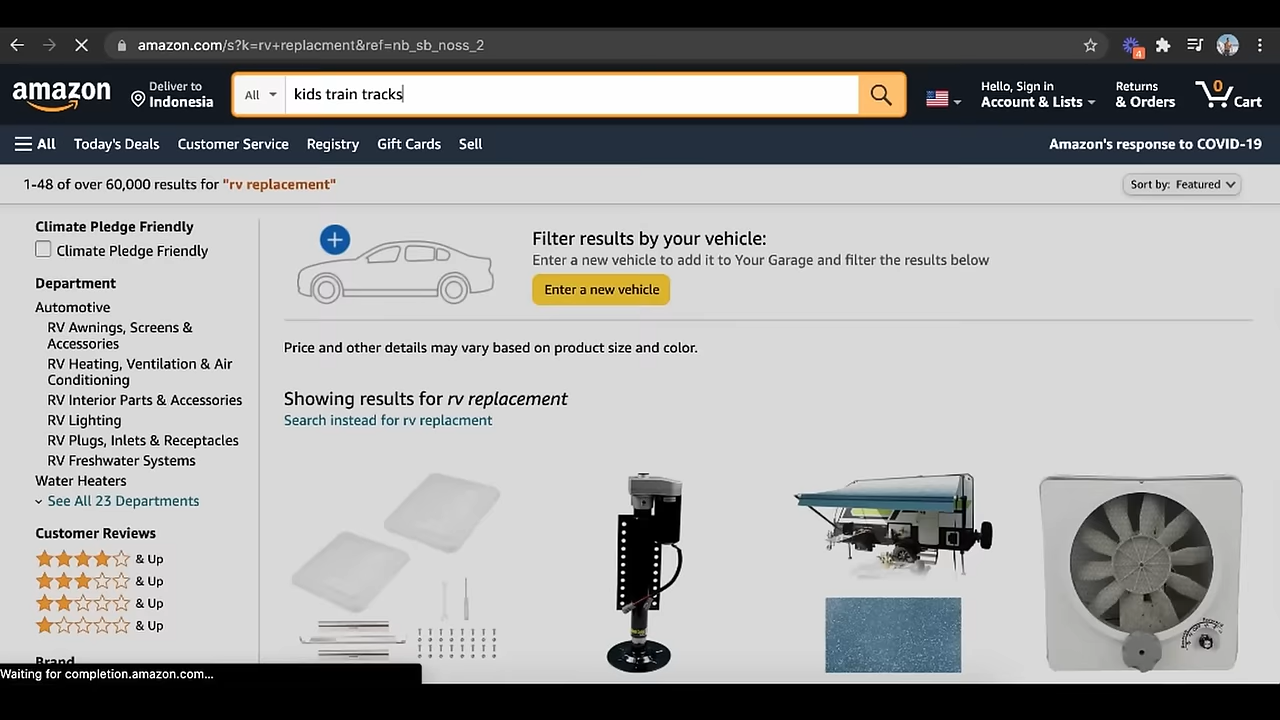 amazon.com/s?k=rv+replacment&ref=nb_sb_noss_2
4
amazon
Deliver to
Indonesia
All
kids train tracks
Hello, Sign in
Account & Lists
Returns
& Orders
0
Cart
All
Today's Deals
Customer Service
Registry
Gift Cards
Sell
Amazon's response to COVID-19
1-48 of over 60,000 results for "rv replacement"
Sort by: Featured
Climate Pledge Friendly
Climate Pledge Friendly
Department
Automotive
RV Awnings, Screens &
Accessories
RV Heating, Ventilation & Air
Conditioning
RV Interior Parts & Accessories
RV Lighting
RV Plugs, Inlets & Receptacles
RV Freshwater Systems
Water Heaters
See All 23 Departments
Customer Reviews
& Up
& Up
& Up
& Up
Brand
Filter results by your vehicle:
Enter a new vehicle to add it to Your Garage and filter the results below
Enter a new vehicle
Price and other details may vary based on product size and color.
Showing results for rv replacement
Search instead for rv replacment
Waiting for completion.amazon.com...